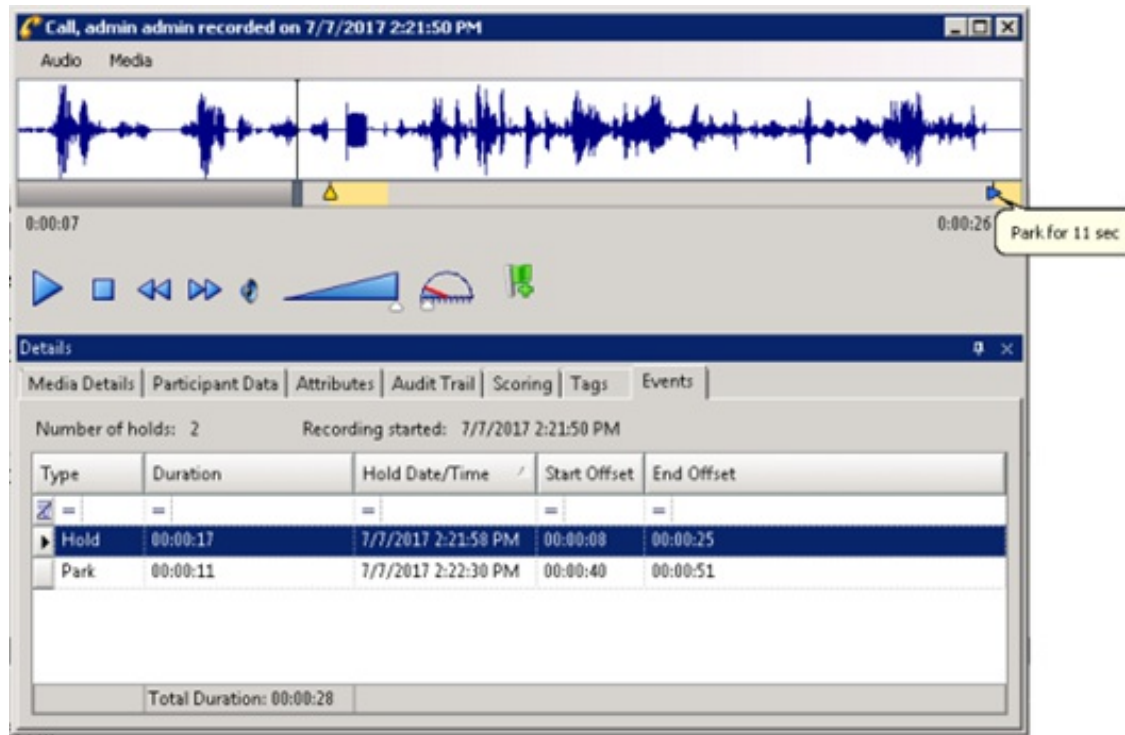 Call, admin admin recorded on 7/7/2017 2:21:50 PM
Audio Media
0:00:07 0:00:26
Park for 11 sec
Details
Media Details Participant Data Attributes Audit Trail Scoring Tags Events
Number of holds: 2 Recording started: 7/7/2017 2:21:50 PM
Type Duration Hold Date/Time Start Offset End Offset
= = = = =
Hold 00:00:17 7/7/2017 2:21:58 PM 00:00:08 00:00:25
Park 00:00:11 7/7/2017 2:22:30 PM 00:00:40 00:00:51
Total Duration: 00:00:28